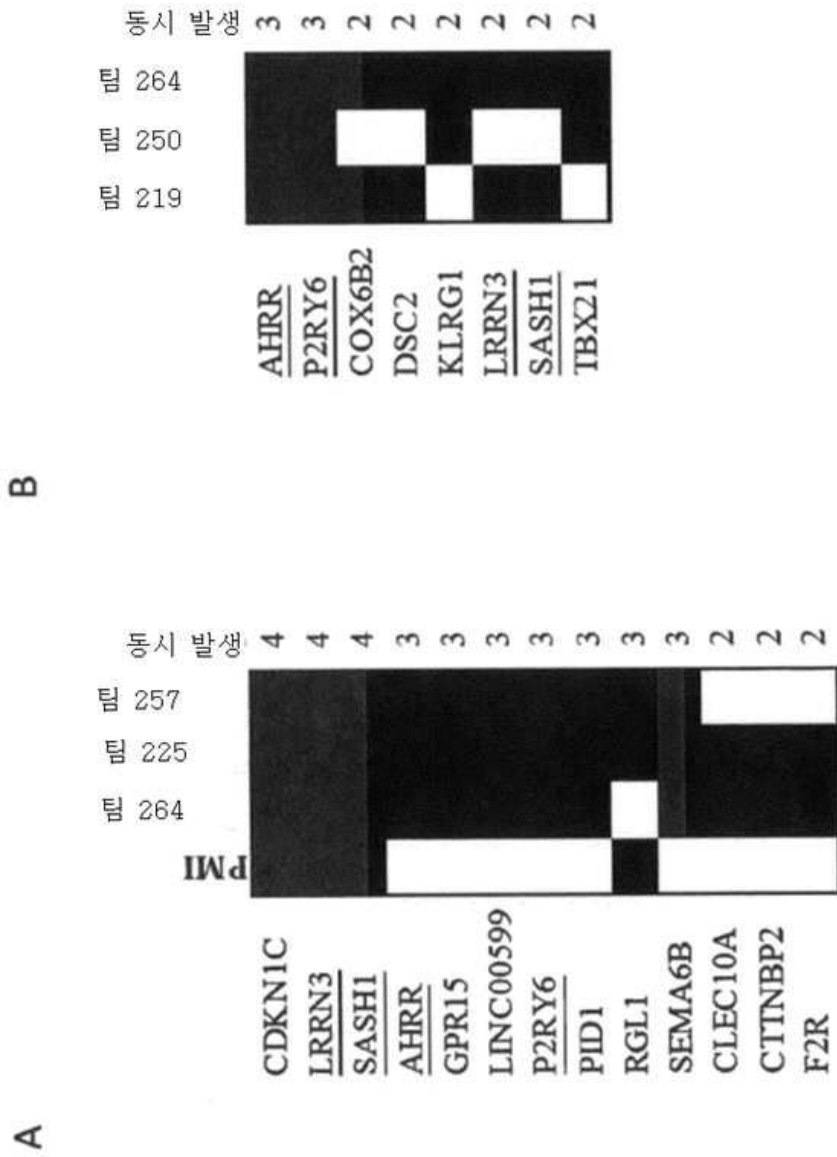 A
PMI
팀 264
팀 225
팀 257
동시 발생
CDKN1C 4
LRRN3 4
SASH1 4
AHRR 3
GPR15 3
LINC00599 3
P2RY6 3
PID1 3
RGL1 3
SEMA6B 3
CLEC10A 2
CTTNBP2 2
F2R 2
B
팀 219
팀 250
팀 264
동시 발생
AHRR 3
P2RY6 3
COX6B2 2
DSC2 2
KLRG1 2
LRRN3 2
SASH1 2
TBX21 2